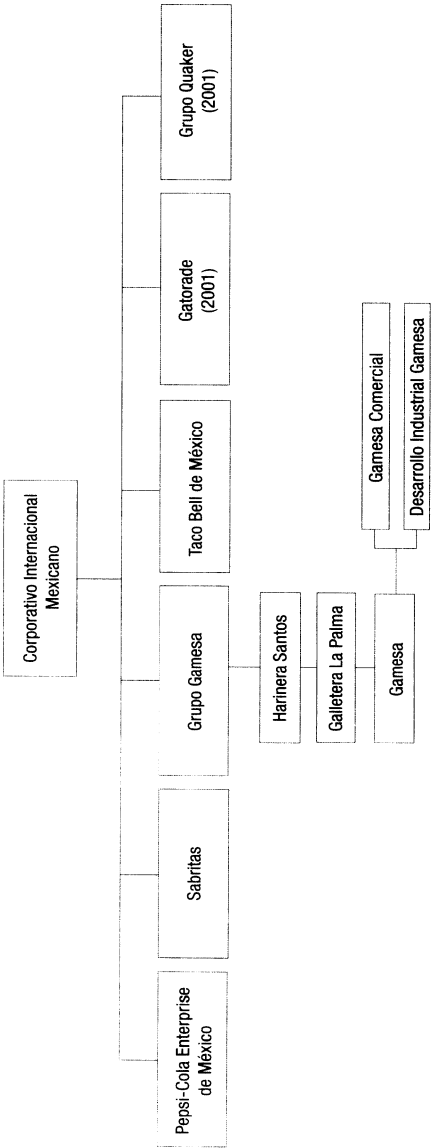 Corporativo Internacional
Mexicano
Pepsi-Cola Enterprise
de México
Sabritas
Grupo Gamesa
Taco Bell de México
Gatorade
(2001)
Grupo Quaker
(2001)
Harinera Santos
Galletera La Palma
Gamesa
Gamesa Comercial
Desarrollo Industrial Gamesa